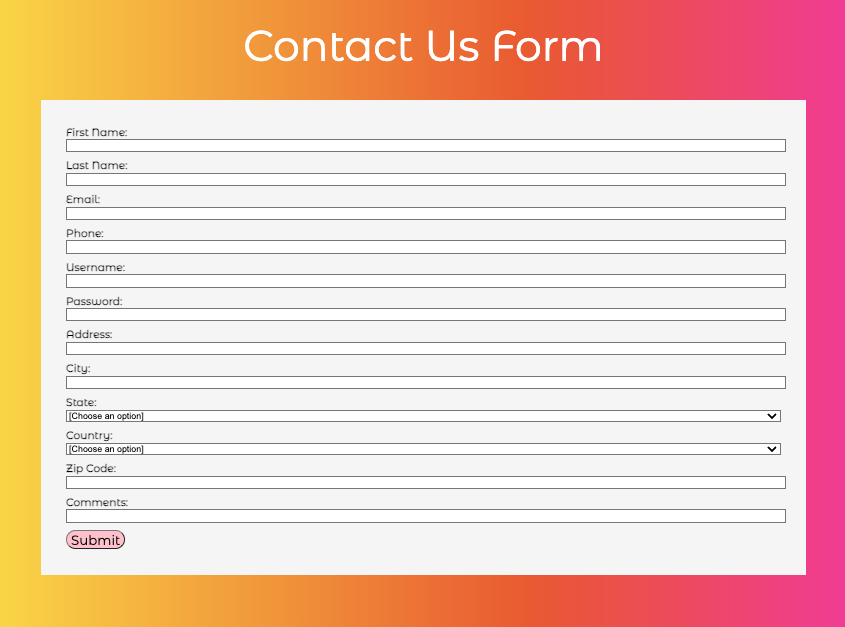 Contact Us Form
First Name:
Last Name:
Email:
Phone:
Username:
Password:
Address:
City:
State:
[Choose an option]
Country:
[Choose an option]
Zip Code:
Comments:
Submit